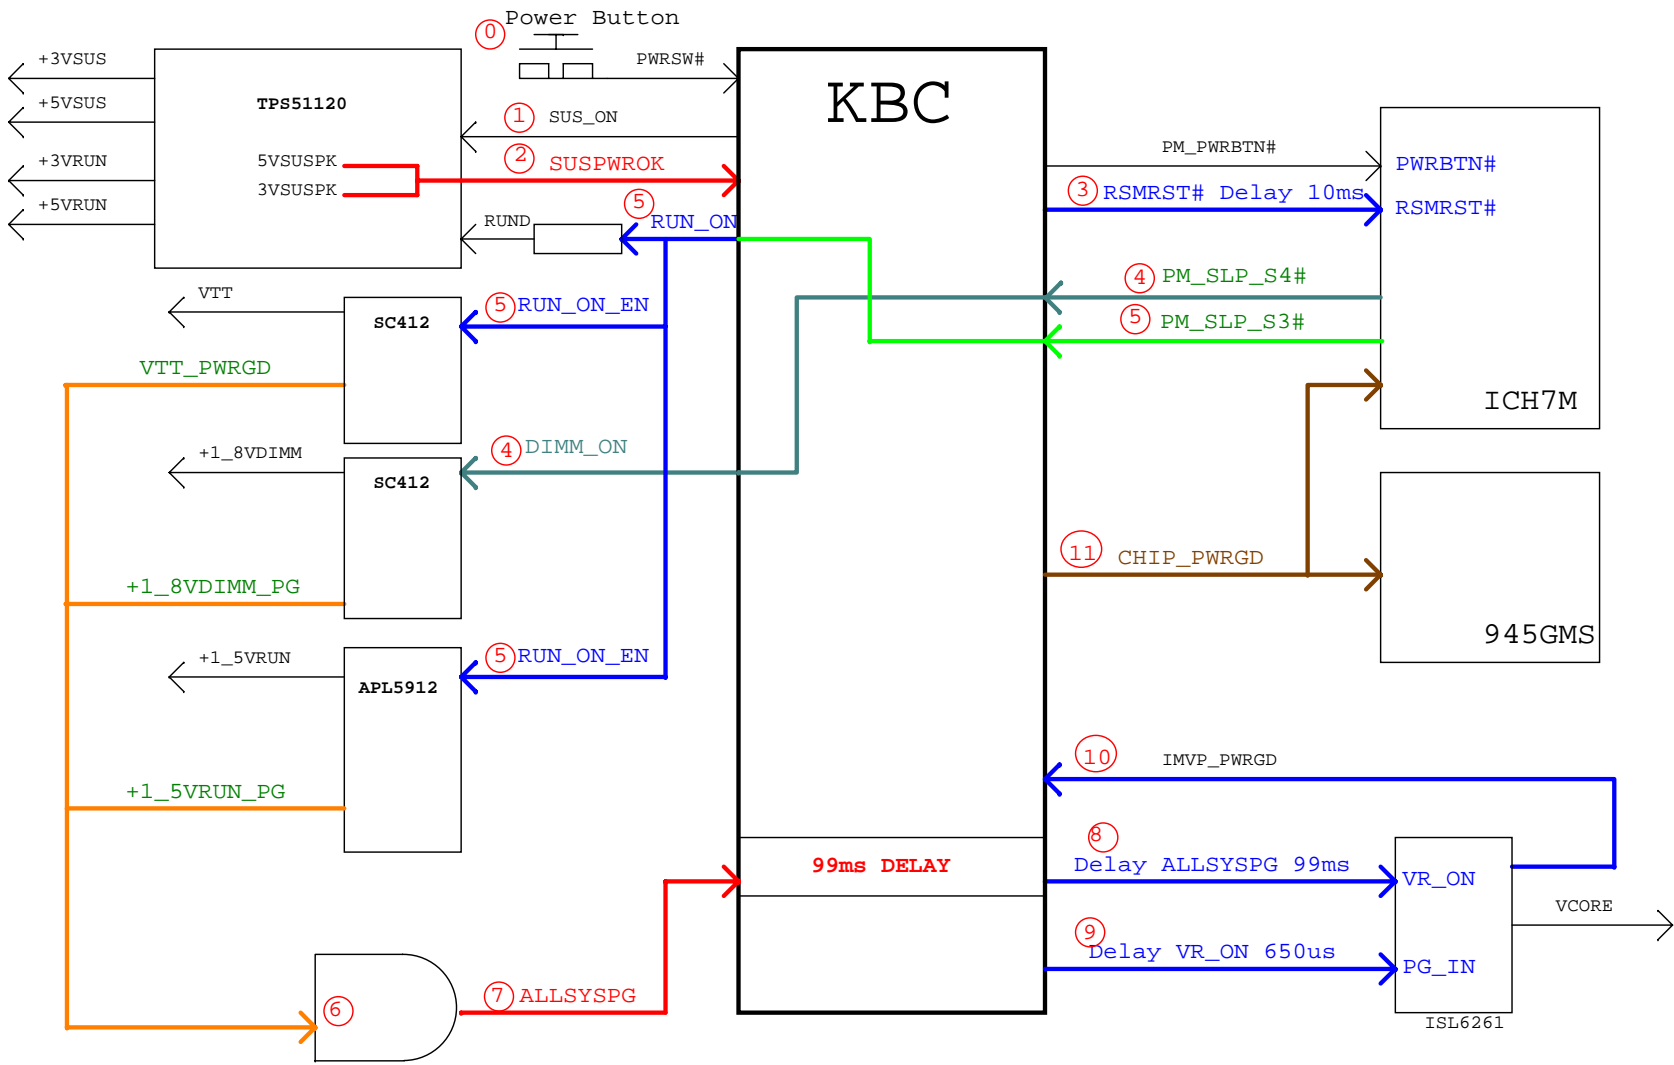 0 Power Button
+3VSUS
PWRSW#
+5VSUS
TPS51120
KBC
1 SUS_ON
+3VRUN
5VSUSPK
2 SUSPWROK
PM_PWRBTN#
PWRBTN#
3VSUSPK
3 RSMRST# Delay 10ms
RSMRST#
+5VRUN
RUND
5 RUN_ON
4 PM_SLP_S4#
VTT
SC412
5 RUN_ON_EN
5 PM_SLP_S3#
VTT_PWRGD
ICH7M
+1_8VDIMM
SC412
4 DIMM_ON
11 CHIP_PWRGD
+1_8VDIMM_PG
945GMS
+1_5VRUN
APL5912
5 RUN_ON_EN
10 IMVP_PWRGD
+1_5VRUN_PG
8
99ms DELAY
Delay ALLSYSPG 99ms
VR_ON
VCORE
9
Delay VR_ON 650us
PG_IN
6
7 ALLSYSPG
ISL6261